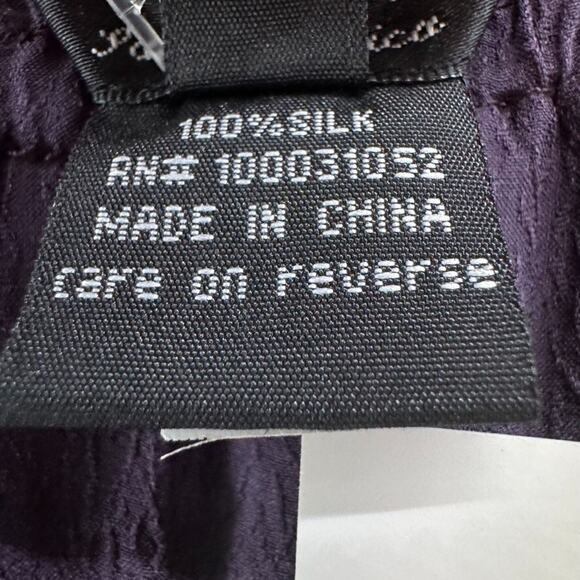 100%SILK
RN# 100031052
MADE IN CHINA
care on reverse